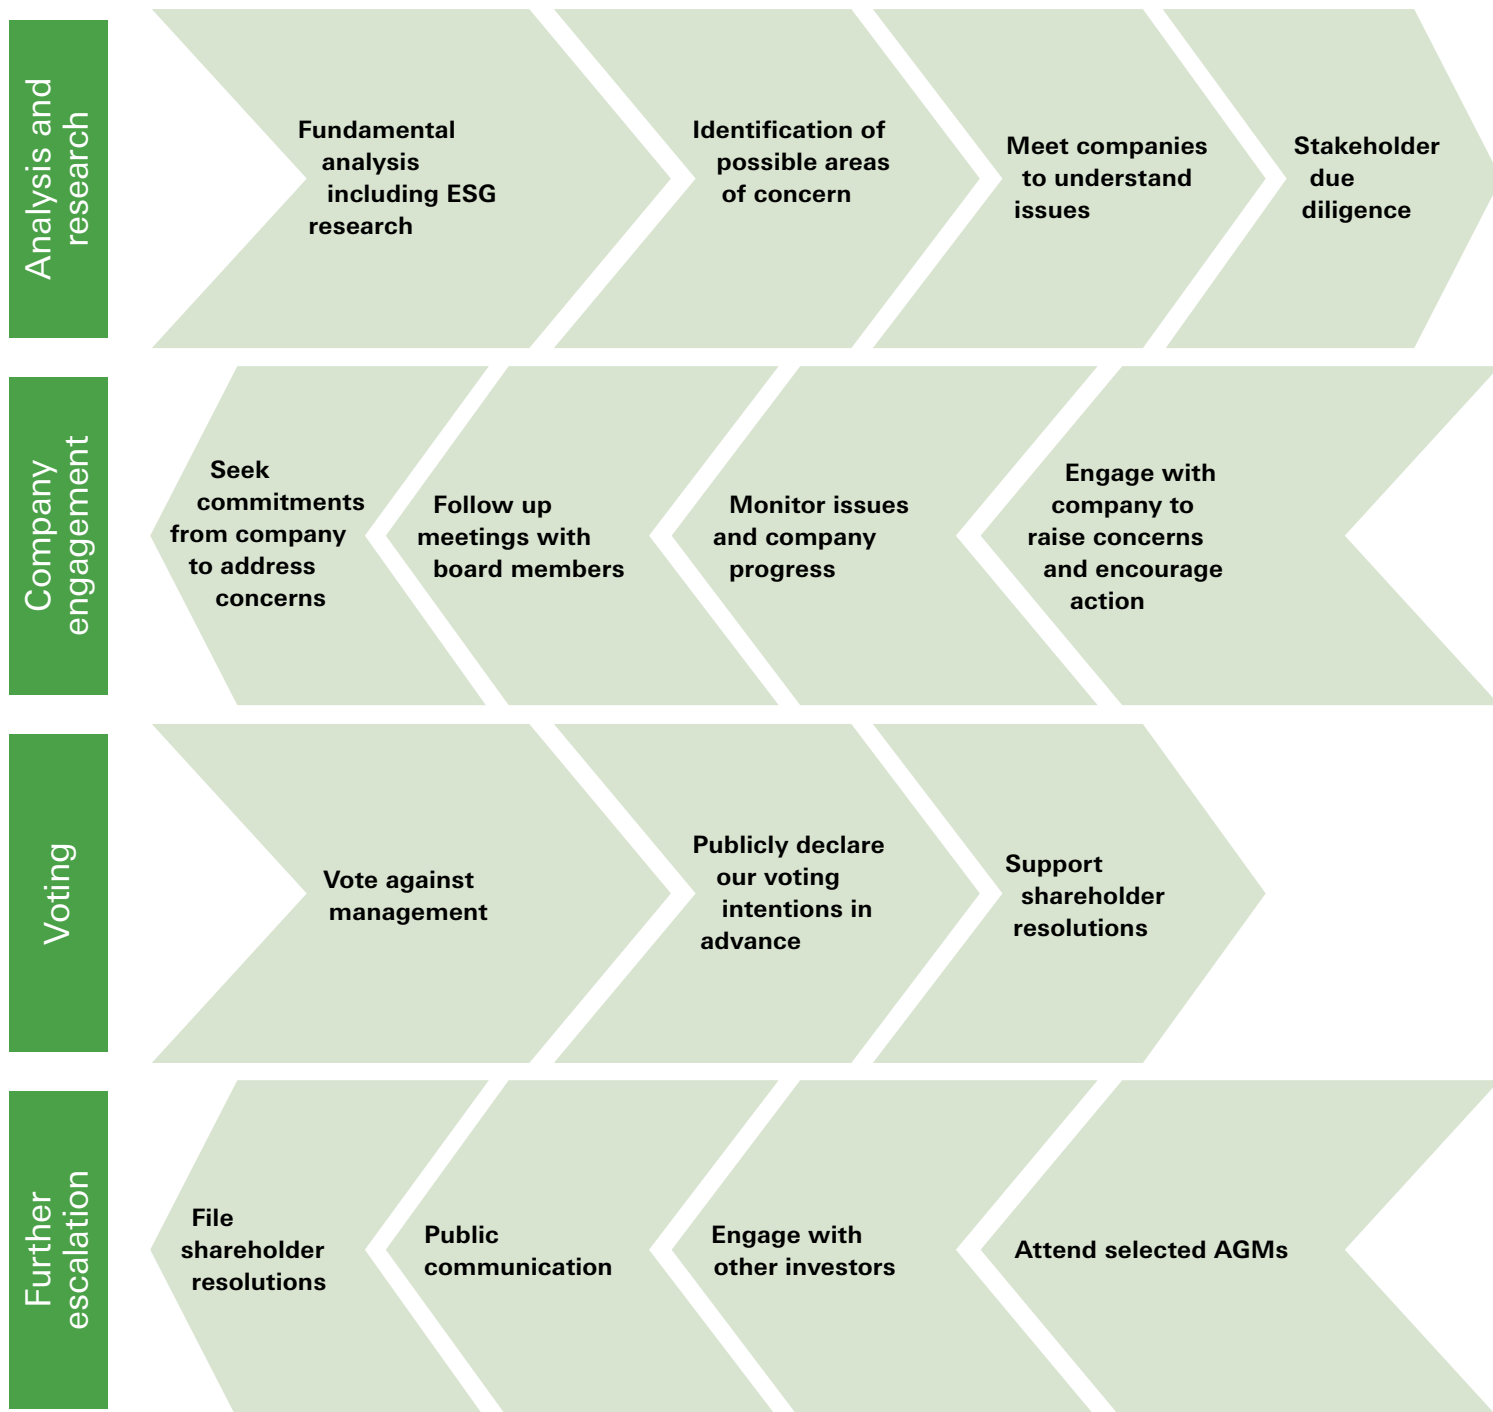 Analysis and
research
Fundamental
analysis
including ESG
research
Identification of
possible areas
of concern
Meet companies
to understand
issues
Stakeholder
due
diligence
Company
engagement
Seek
commitments
from company
to address
concerns
Follow up
meetings with
board members
Monitor issues
and company
progress
Engage with
company to
raise concerns
and encourage
action
Voting
Vote against
management
Publicly declare
our voting
intentions in
advance
Support
shareholder
resolutions
Further
escalation
File
shareholder
resolutions
Public
communication
Engage with
other investors
Attend selected AGMs